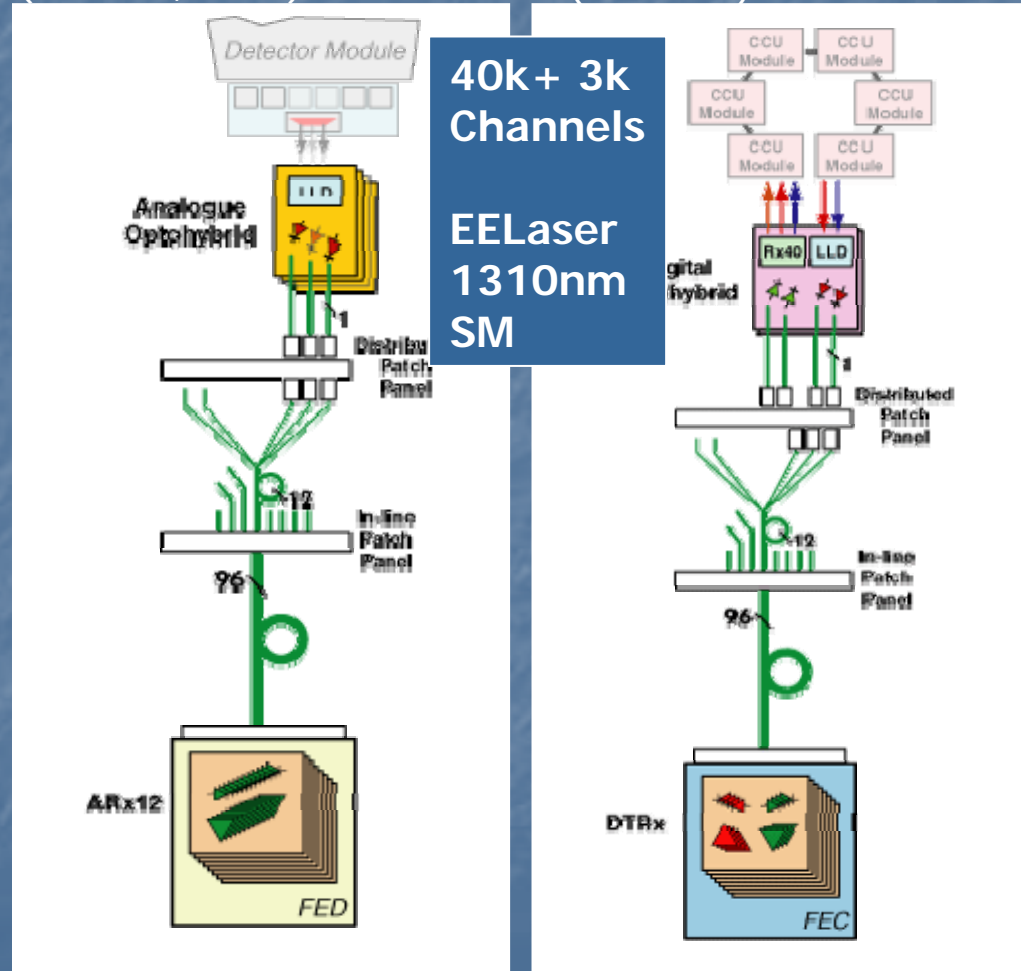 Detector Module
LLD
Analogue
Optohybrid
1
Patch
Panel
12
In-line
Patch
Panel
96
ARx12
FED
40k+ 3k
Channels
EELaser
1310nm
SM
CCU
Module
CCU
Module
CCU
Module
CCU
Module
CCU
Module
CCU
Module
Rx40
LLD
1
Distributed
Patch
Panel
12
In-line
Patch
Panel
96
DTRx
FEC